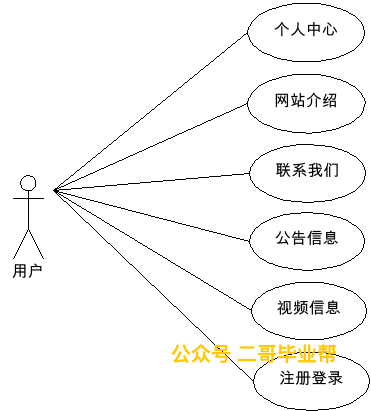 个人中心
网站介绍
联系我们
用户
公告信息
视频信息
公众号 二哥毕业帮
注册登录